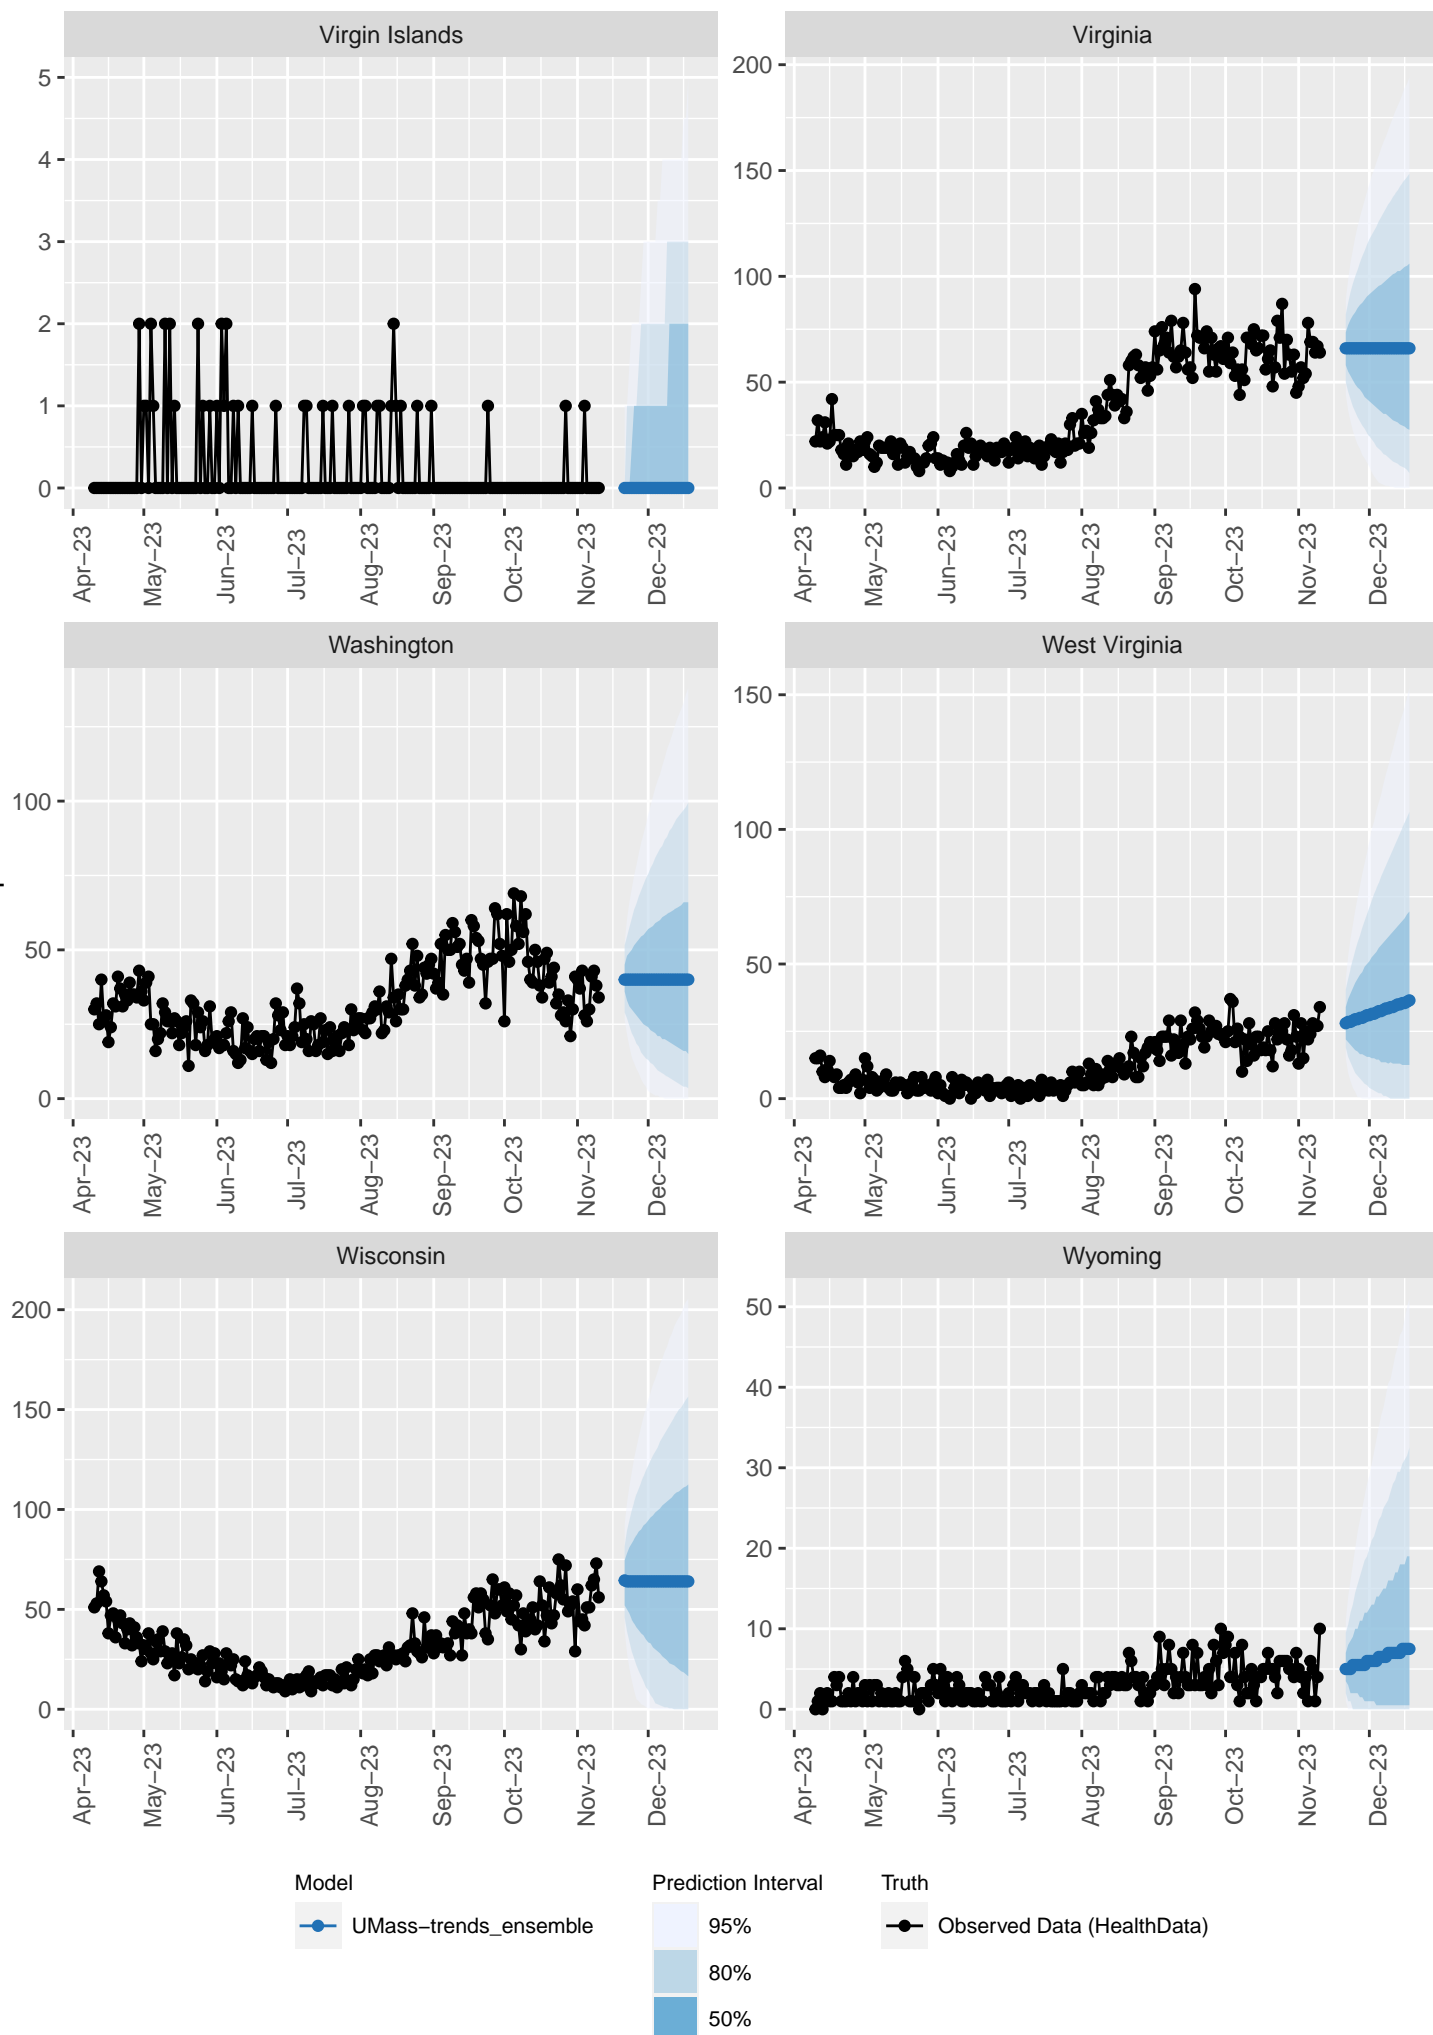 Virgin Islands
Virginia
5
4
3
2
1
0
200
150
100
50
0
Apr−23
May−23
Jun−23
Jul−23
Aug−23
Sep−23
Oct−23
Nov−23
Dec−23
Apr−23
May−23
Jun−23
Jul−23
Aug−23
Sep−23
Oct−23
Nov−23
Dec−23
Washington
West Virginia
100
50
0
150
100
50
0
Apr−23
May−23
Jun−23
Jul−23
Aug−23
Sep−23
Oct−23
Nov−23
Dec−23
Apr−23
May−23
Jun−23
Jul−23
Aug−23
Sep−23
Oct−23
Nov−23
Dec−23
Wisconsin
Wyoming
200
150
100
50
0
50
40
30
20
10
0
Apr−23
May−23
Jun−23
Jul−23
Aug−23
Sep−23
Oct−23
Nov−23
Dec−23
Apr−23
May−23
Jun−23
Jul−23
Aug−23
Sep−23
Oct−23
Nov−23
Dec−23
Model
UMass−trends_ensemble
Prediction Interval
95%
80%
50%
Truth
Observed Data (HealthData)